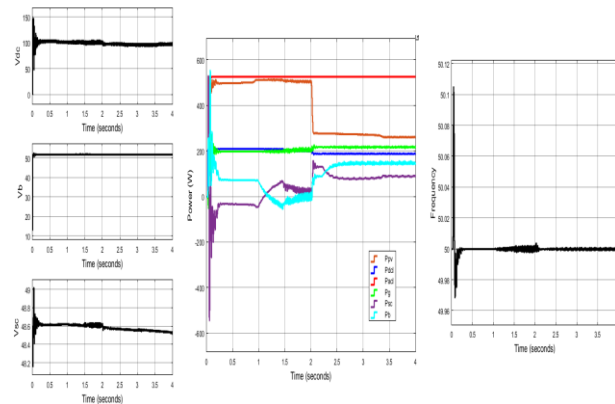 Vdc
150
100
50
0
0 0.5 1 1.5 2 2.5 3 3.5 4
Time (seconds)
Vb
50
40
30
20
10
0 0.5 1 1.5 2 2.5 3 3.5 4
Time (seconds)
Vsc
49
48.8
48.6
48.4
48.2
0 0.5 1 1.5 2 2.5 3 3.5 4
Time (seconds)
Power (W)
600
400
200
0
-200
-400
-600
Ppv
Pdd
Pad
Pg
Psc
Pb
0 0.5 1 1.5 2 2.5 3 3.5 4
Time (seconds)
Frequency
50.12
50.1
50.08
50.06
50.04
50.02
50
49.98
49.96
0 0.5 1 1.5 2 2.5 3 3.5
Time (seconds)